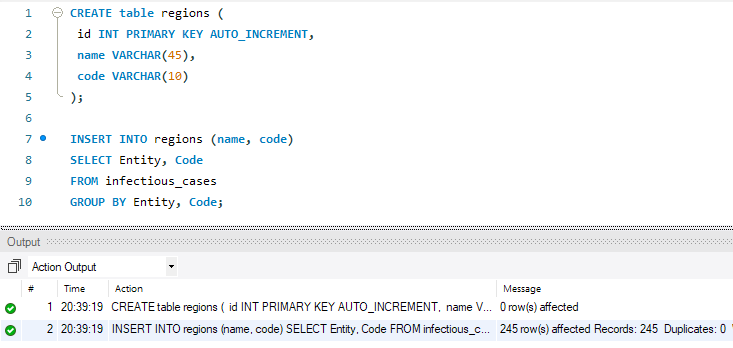 1 CREATE table regions (
2 id INT PRIMARY KEY AUTO_INCREMENT,
3 name VARCHAR(45),
4 code VARCHAR(10)
5 );
6
7 INSERT INTO regions (name, code)
8 SELECT Entity, Code
9 FROM infectious_cases
10 GROUP BY Entity, Code;
Output
Action Output
# Time Action Message
1 20:39:19 CREATE table regions ( id INT PRIMARY KEY AUTO_INCREMENT, name V... 0 row(s) affected
2 20:39:19 INSERT INTO regions (name, code) SELECT Entity, Code FROM infectious_c... 245 row(s) affected Records: 245 Duplicates: 0